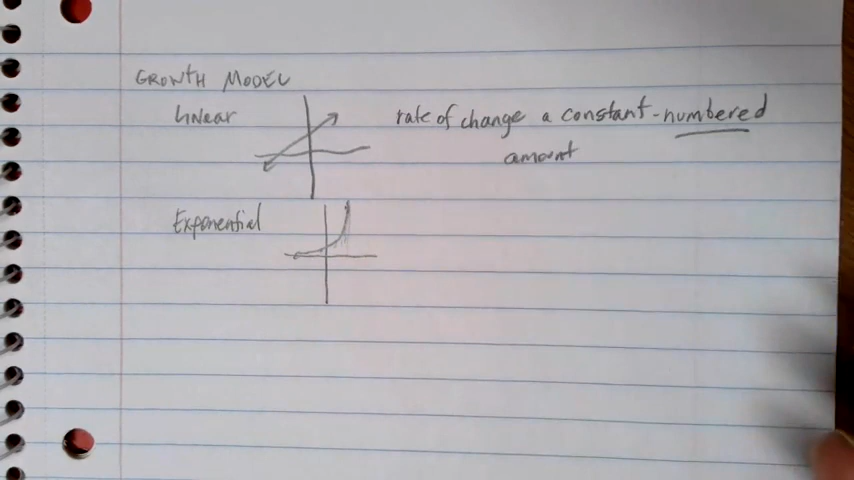 GROWTH MODEL
linear rate of change a constant - numbered
amount
Exponential